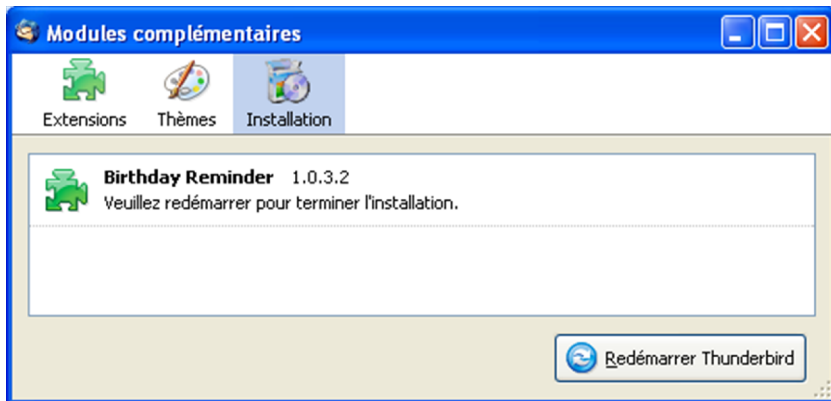 Modules complémentaires
Extensions Thèmes Installation
Birthday Reminder 1.0.3.2
Veuillez redémarrer pour terminer l'installation.
Redémarrer Thunderbird